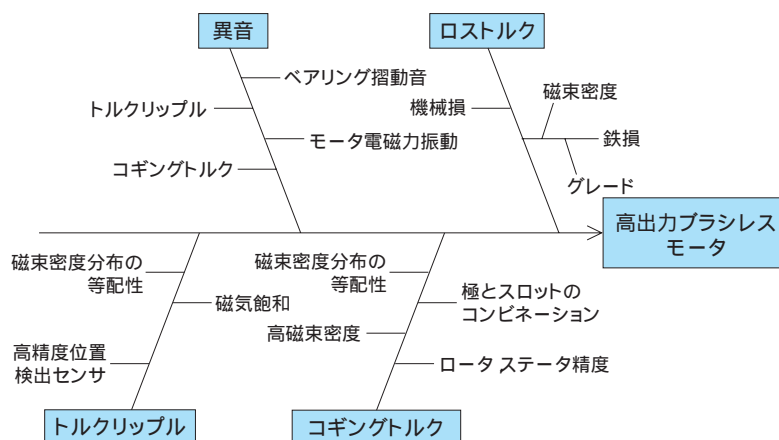 異音
ロストルク
ベアリング摺動音
トルクリップル
モータ電磁力振動
コギングトルク
機械損
磁束密度
鉄損
グレード
高出力ブラシレス
モータ
磁束密度分布の
等配性
磁気飽和
高精度位置
検出センサ
トルクリップル
磁束密度分布の
等配性
極とスロットの
コンビネーション
高磁束密度
ロータ ステータ精度
コギングトルク